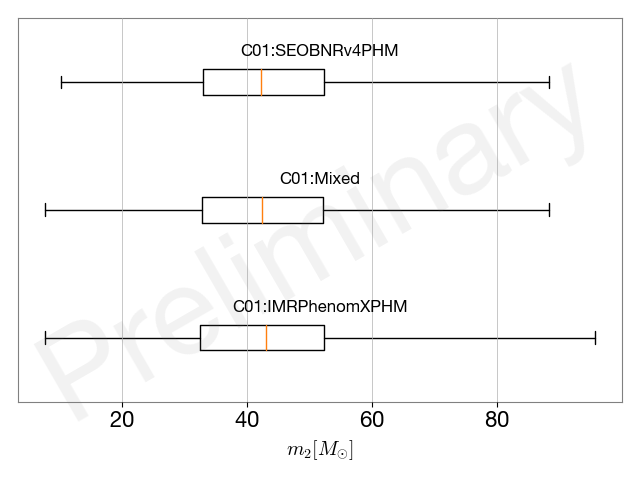 C01:SEOBNRv4PHM
C01:Mixed
C01:IMRPhenomXPHM
Preliminary
20 40 60 80
m₂[M☉]